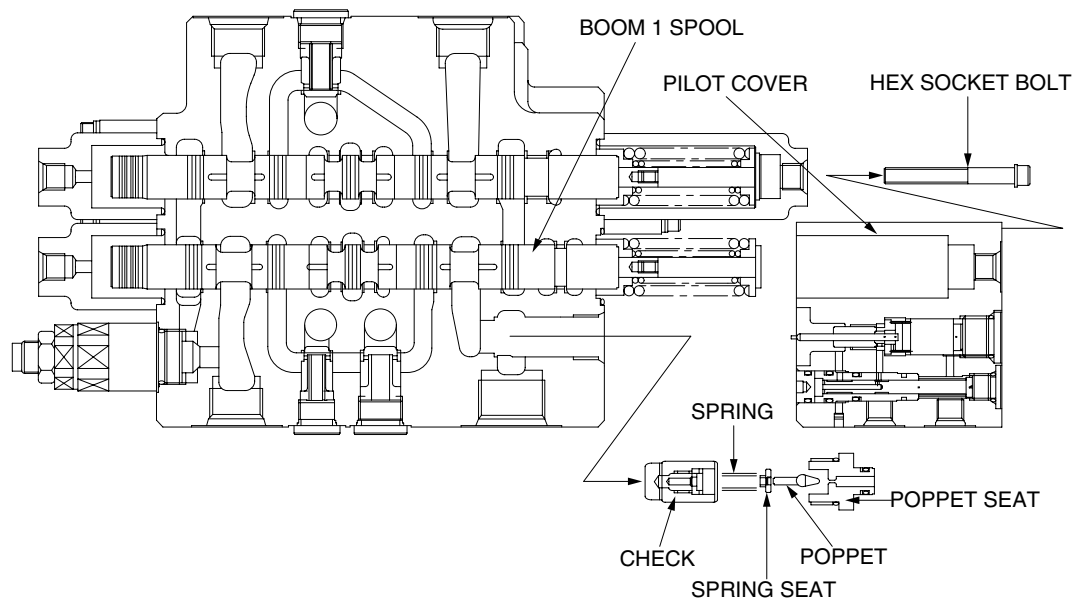 BOOM 1 SPOOL
PILOT COVER
HEX SOCKET BOLT
SPRING
POPPET SEAT
CHECK
POPPET
SPRING SEAT